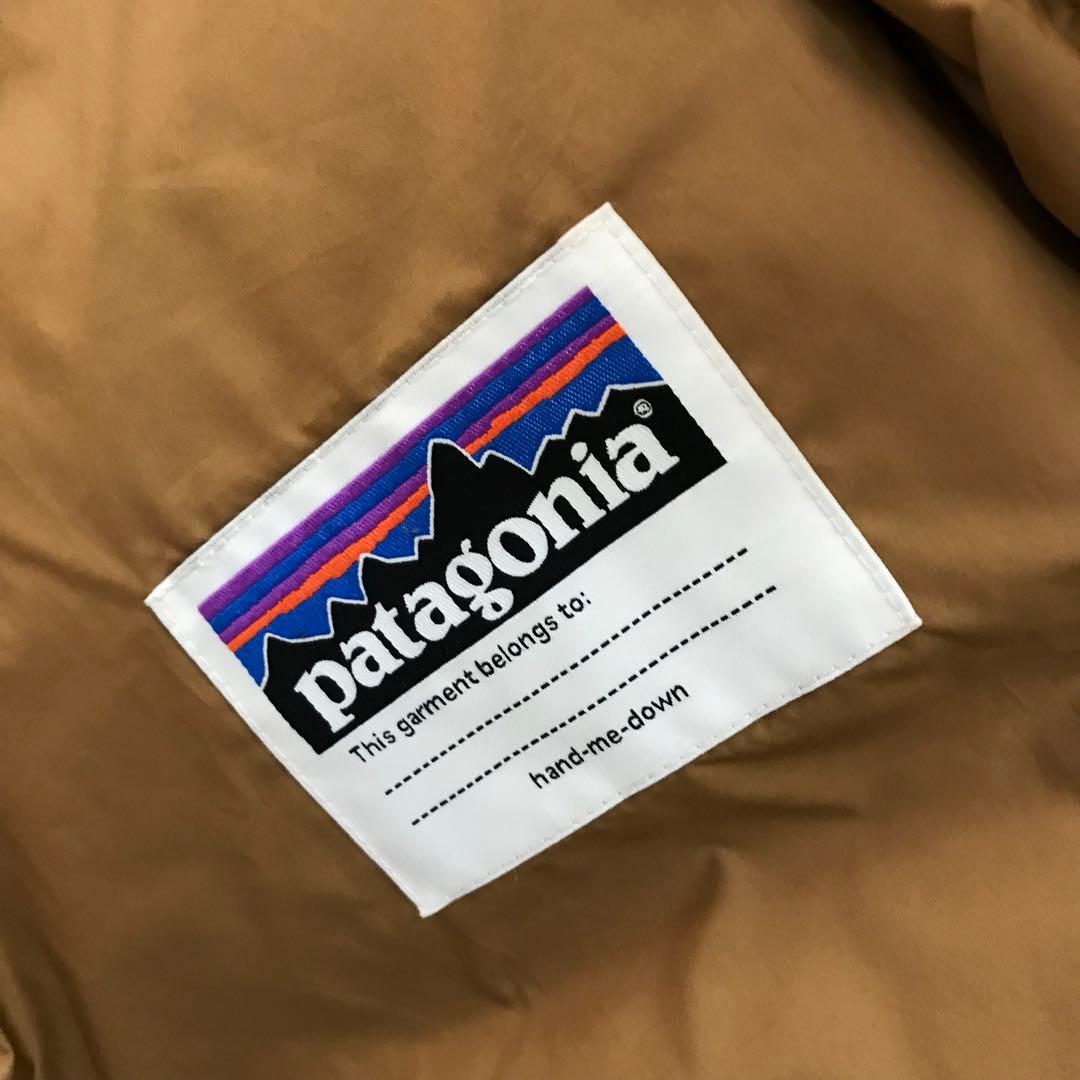 patagonia®
This garment belongs to:
hand-me-down